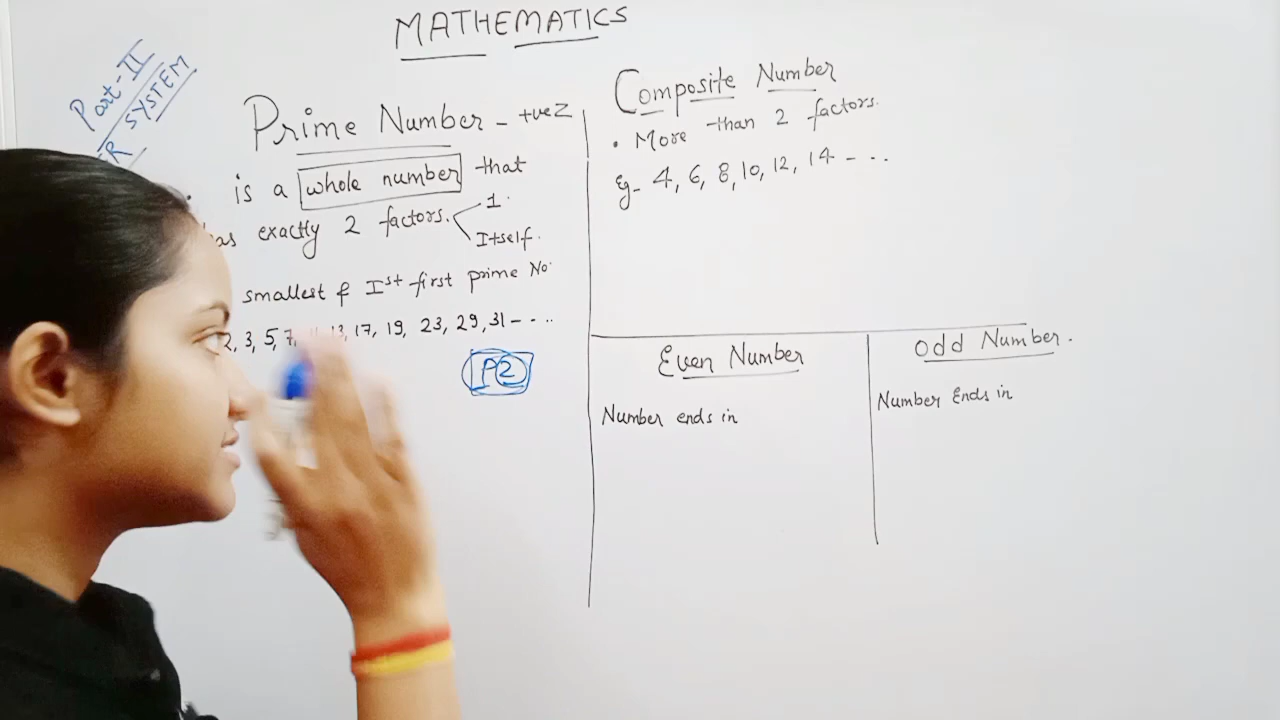 MATHEMATICS
Part-II
SYSTEM
Prime Number - +ve Z
is a whole number that
has exactly 2 factors. 1.
Itself.
smallest & Ist first prime No.
2, 3, 5, 7, 11, 13, 17, 19, 23, 29, 31 - - ..
P2
Composite Number
• More than 2 factors.
Eg- 4, 6, 8, 10, 12, 14 - - ..
Even Number
Number ends in
Odd Number.
Number Ends in